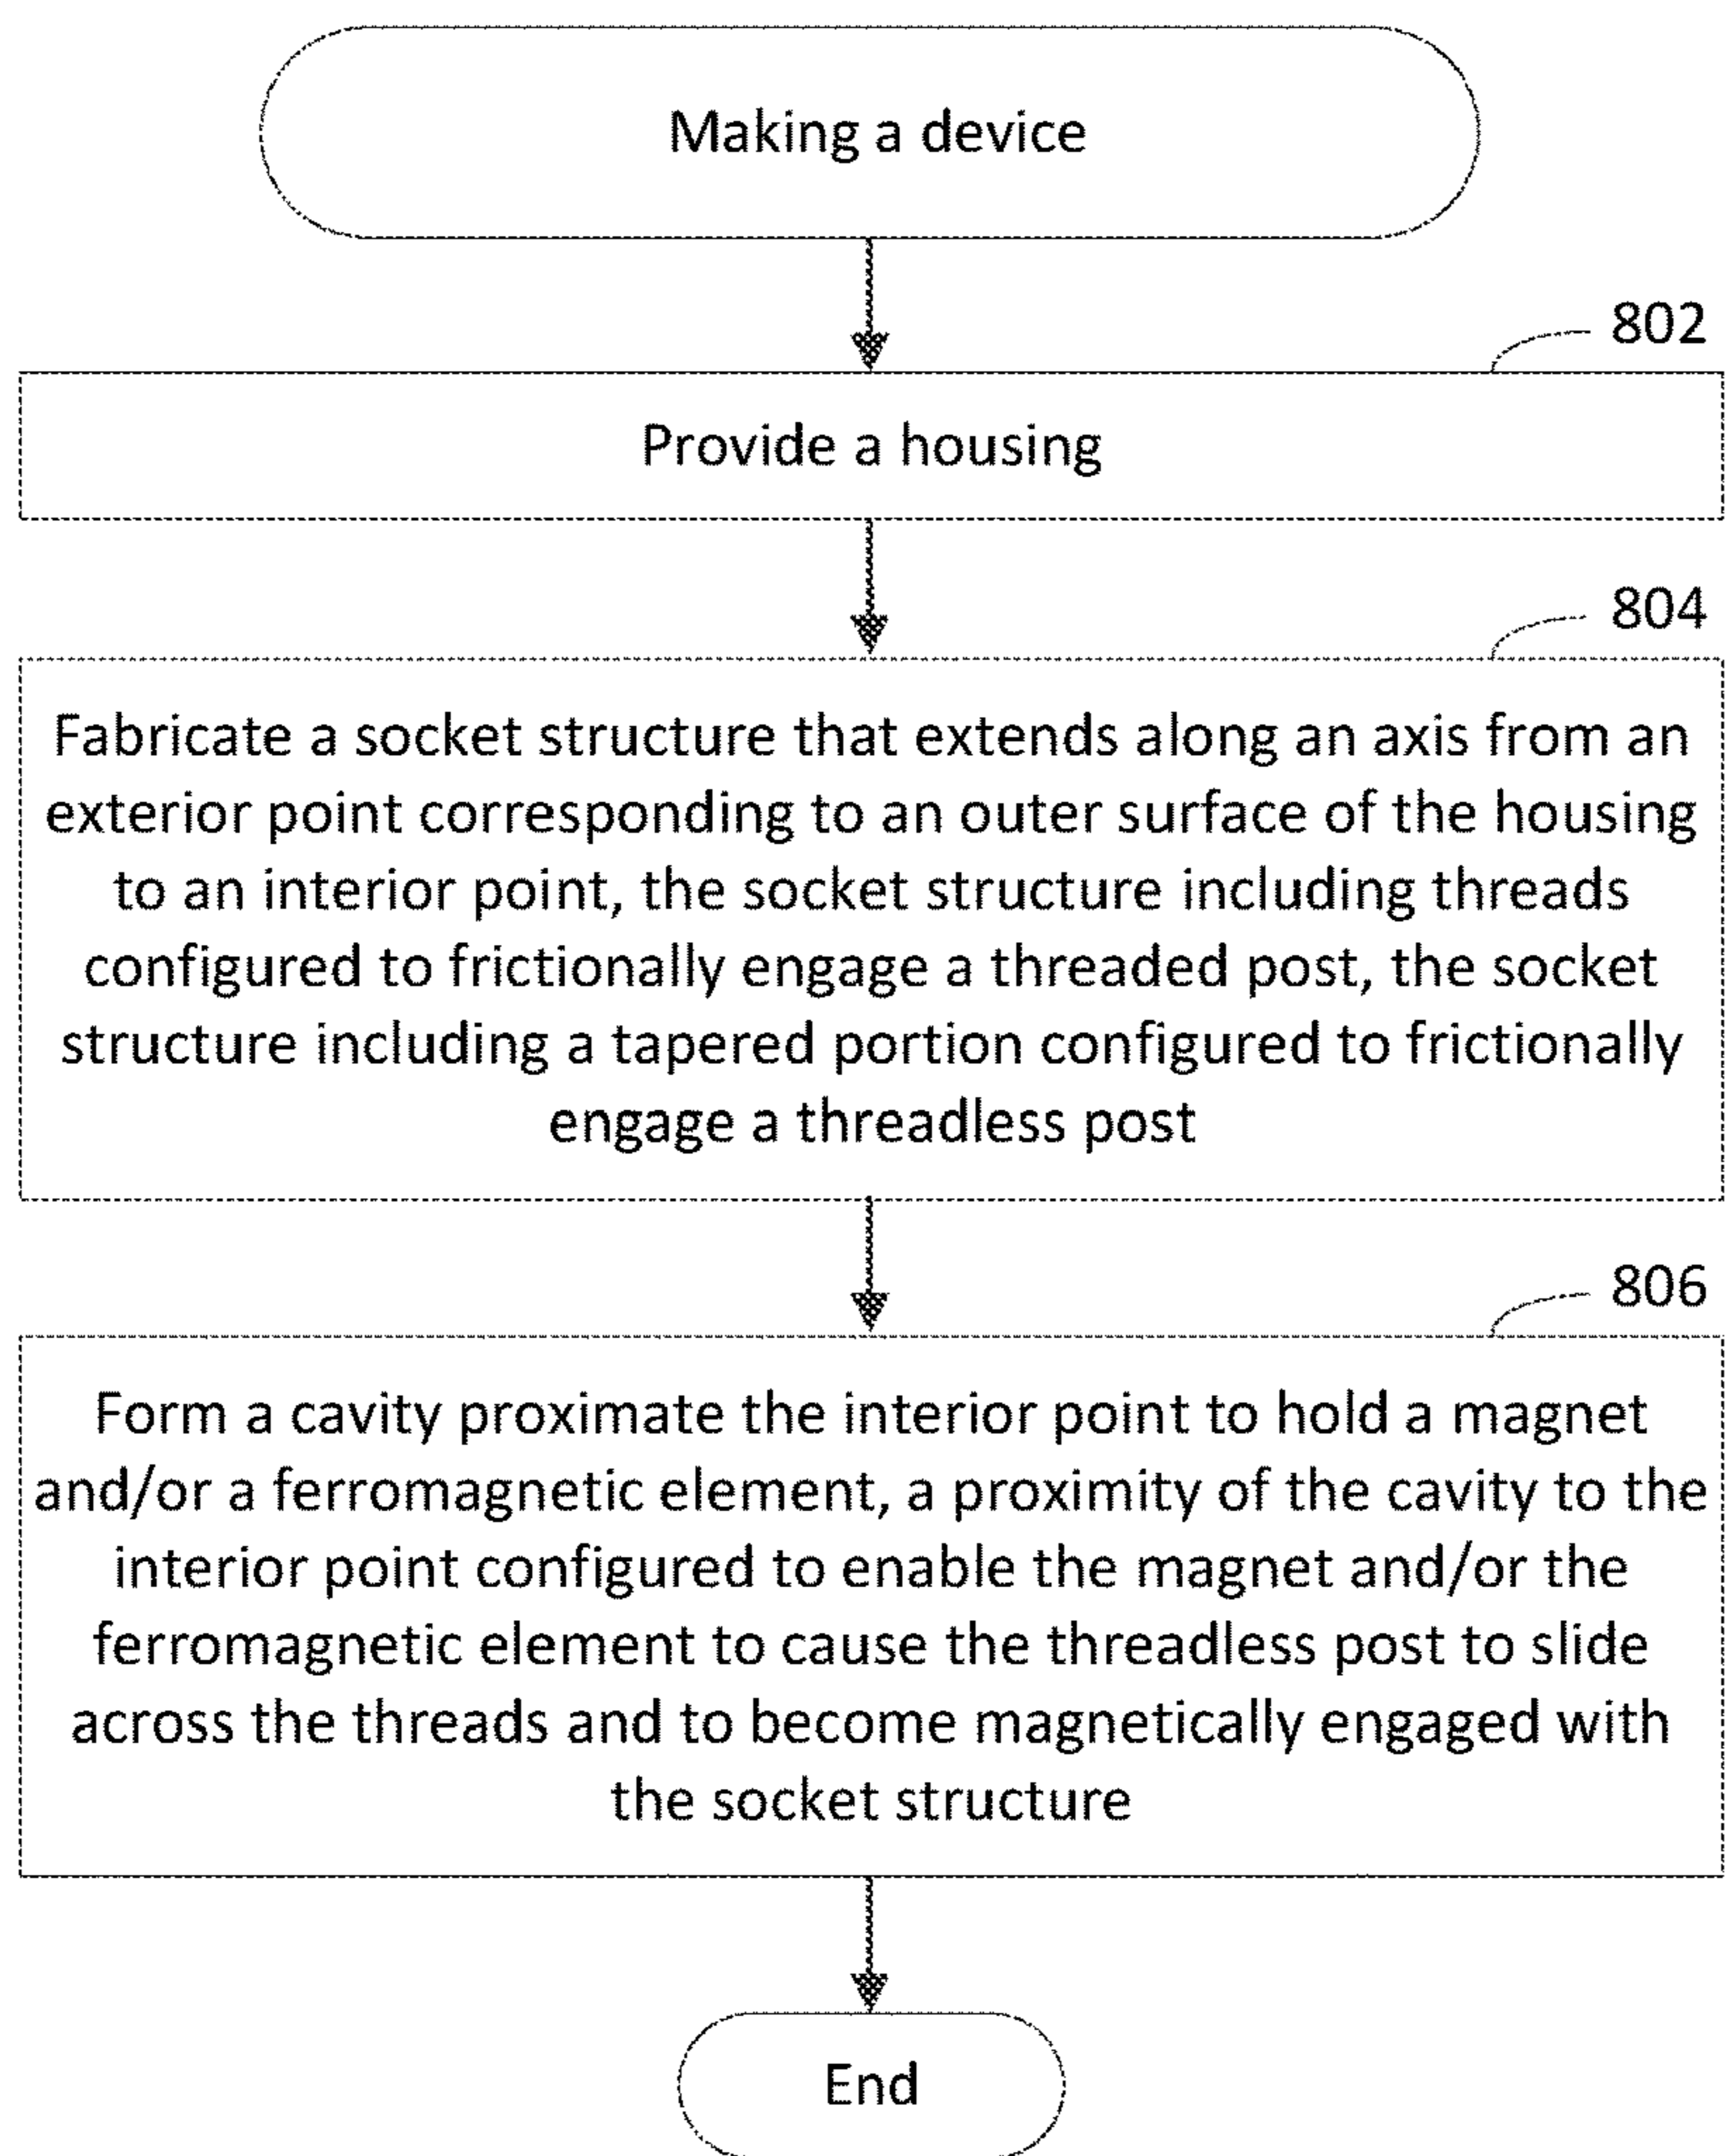 Making a device
802
Provide a housing
804
Fabricate a socket structure that extends along an axis from an
exterior point corresponding to an outer surface of the housing
to an interior point, the socket structure including threads
configured to frictionally engage a threaded post, the socket
structure including a tapered portion configured to frictionally
engage a threadless post
806
Form a cavity proximate the interior point to hold a magnet
and/or a ferromagnetic element, a proximity of the cavity to the
interior point configured to enable the magnet and/or the
ferromagnetic element to cause the threadless post to slide
across the threads and to become magnetically engaged with
the socket structure
End